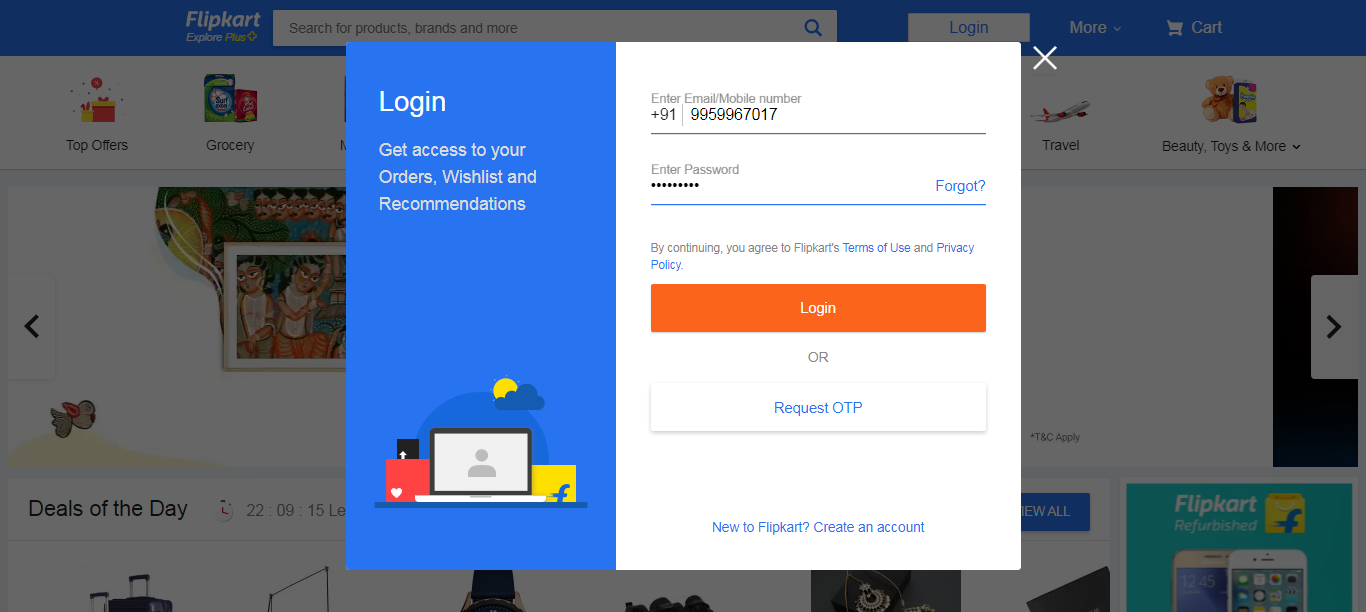 Flipkart
Explore Plus
Search for products, brands and more
Login
More
Cart
Top Offers
Grocery
Travel
Beauty, Toys & More
Login
Get access to your
Orders, Wishlist and
Recommendations
Enter Email/Mobile number
+91 9959967017
Enter Password
•••••••••
Forgot?
By continuing, you agree to Flipkart's Terms of Use and Privacy
Policy.
Login
OR
Request OTP
New to Flipkart? Create an account
*T&C Apply
Deals of the Day
22 : 09 : 15 Le
IEW ALL
Flipkart
Refurbished
12:45